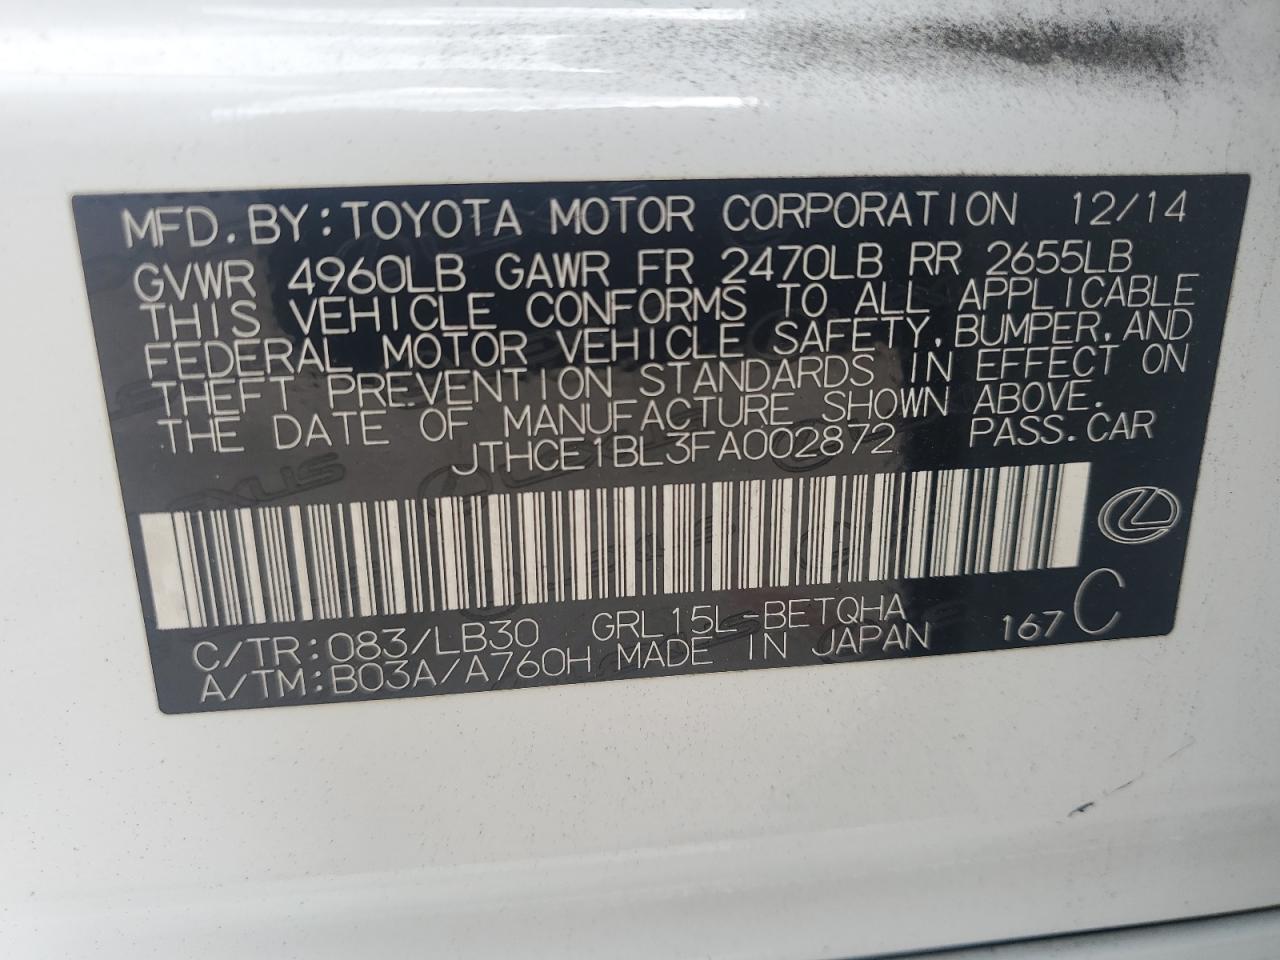 MFD. BY: TOYOTA MOTOR CORPORATION 12/14
GVWR 4960LB GAWR FR 2470LB RR 2655LB
THIS VEHICLE CONFORMS TO ALL APPLICABLE
FEDERAL MOTOR VEHICLE SAFETY, BUMPER, AND
THEFT PREVENTION STANDARDS IN EFFECT ON
THE DATE OF MANUFACTURE SHOWN ABOVE.
JTHCE1BL3FA002872 PASS. CAR
C/TR: 083/LB30 GRL15L-BETQHA
A/TM: B03A/A760H MADE IN JAPAN 167 C